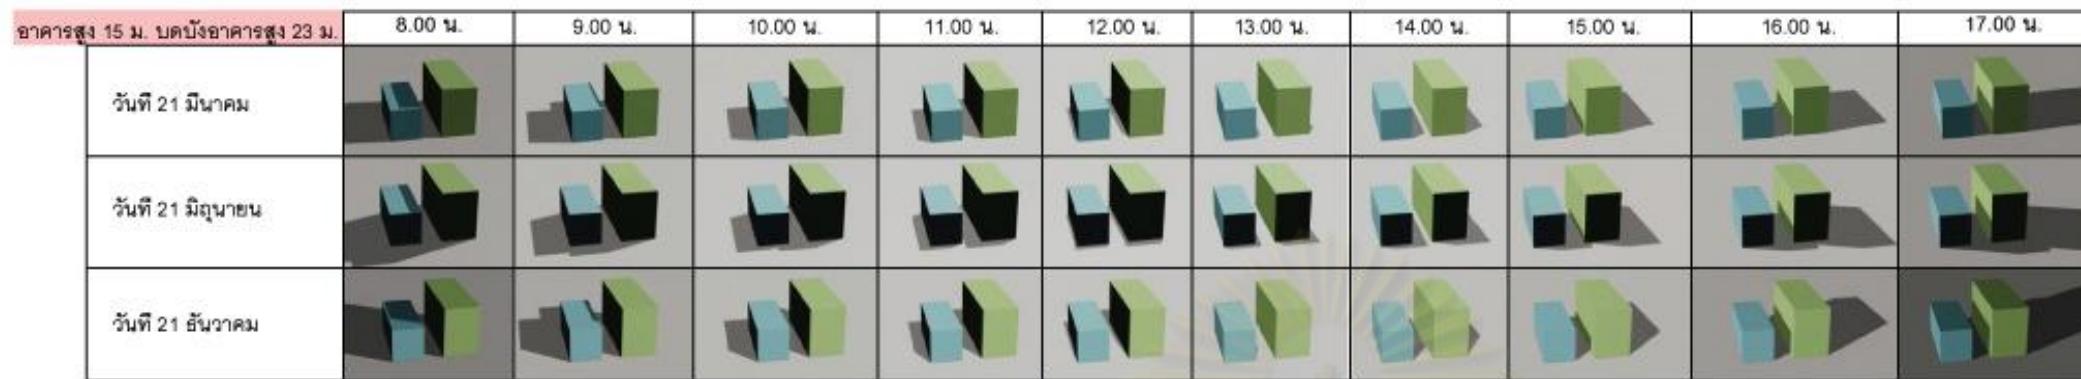 อาคารสูง 15 ม. บดบังอาคารสูง 23 ม. 8.00 น. 9.00 น. 10.00 น. 11.00 น. 12.00 น. 13.00 น. 14.00 น. 15.00 น. 16.00 น. 17.00 น.
วันที่ 21 มีนาคม
วันที่ 21 มิถุนายน
วันที่ 21 ธันวาคม